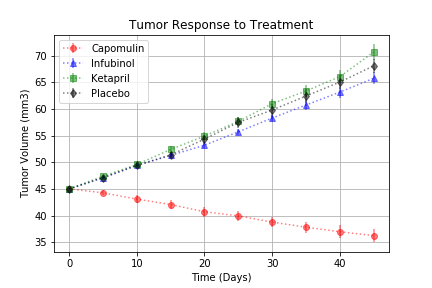 Tumor Response to Treatment
Capomulin
Infubinol
Ketapril
Placebo
Tumor Volume (mm3)
70
65
60
55
50
45
40
35
0 10 20 30 40
Time (Days)